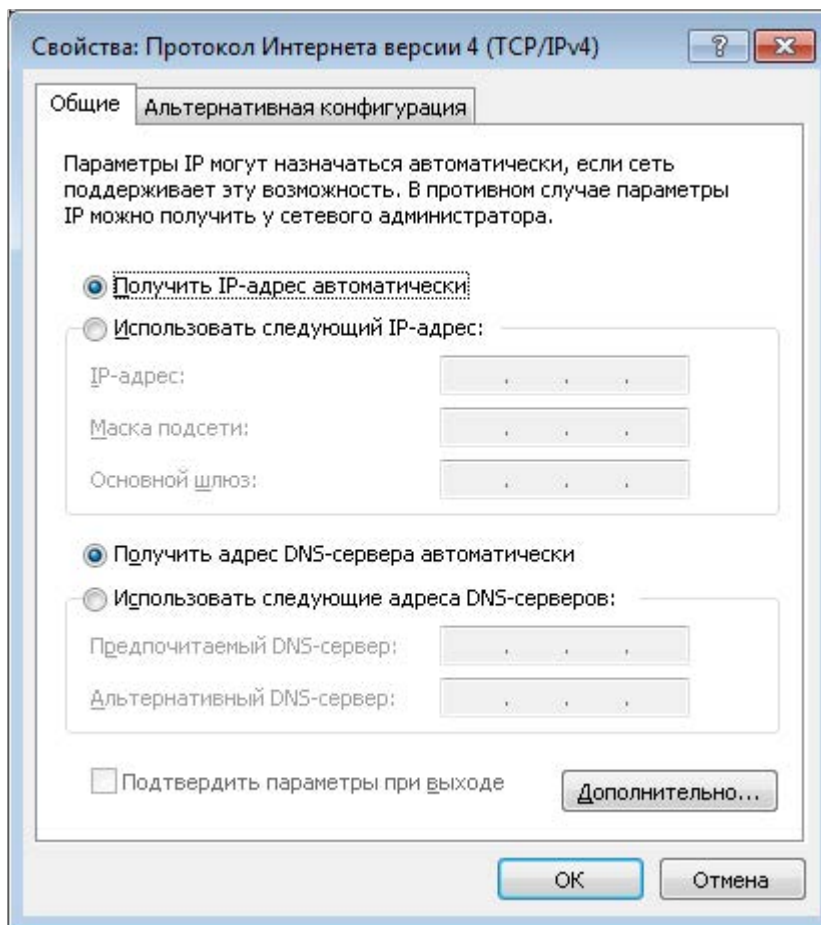 Свойства: Протокол Интернета версии 4 (TCP/IPv4)
?
Общие
Альтернативная конфигурация
Параметры IP могут назначаться автоматически, если сеть
поддерживает эту возможность. В противном случае параметры
IP можно получить у сетевого администратора.
Получить IP-адрес автоматически
Использовать следующий IP-адрес:
IP-адрес:
. . .
Маска подсети:
. . .
Основной шлюз:
. . .
Получить адрес DNS-сервера автоматически
Использовать следующие адреса DNS-серверов:
Предпочитаемый DNS-сервер:
. . .
Альтернативный DNS-сервер:
. . .
Подтвердить параметры при выходе
Дополнительно...
ОК
Отмена